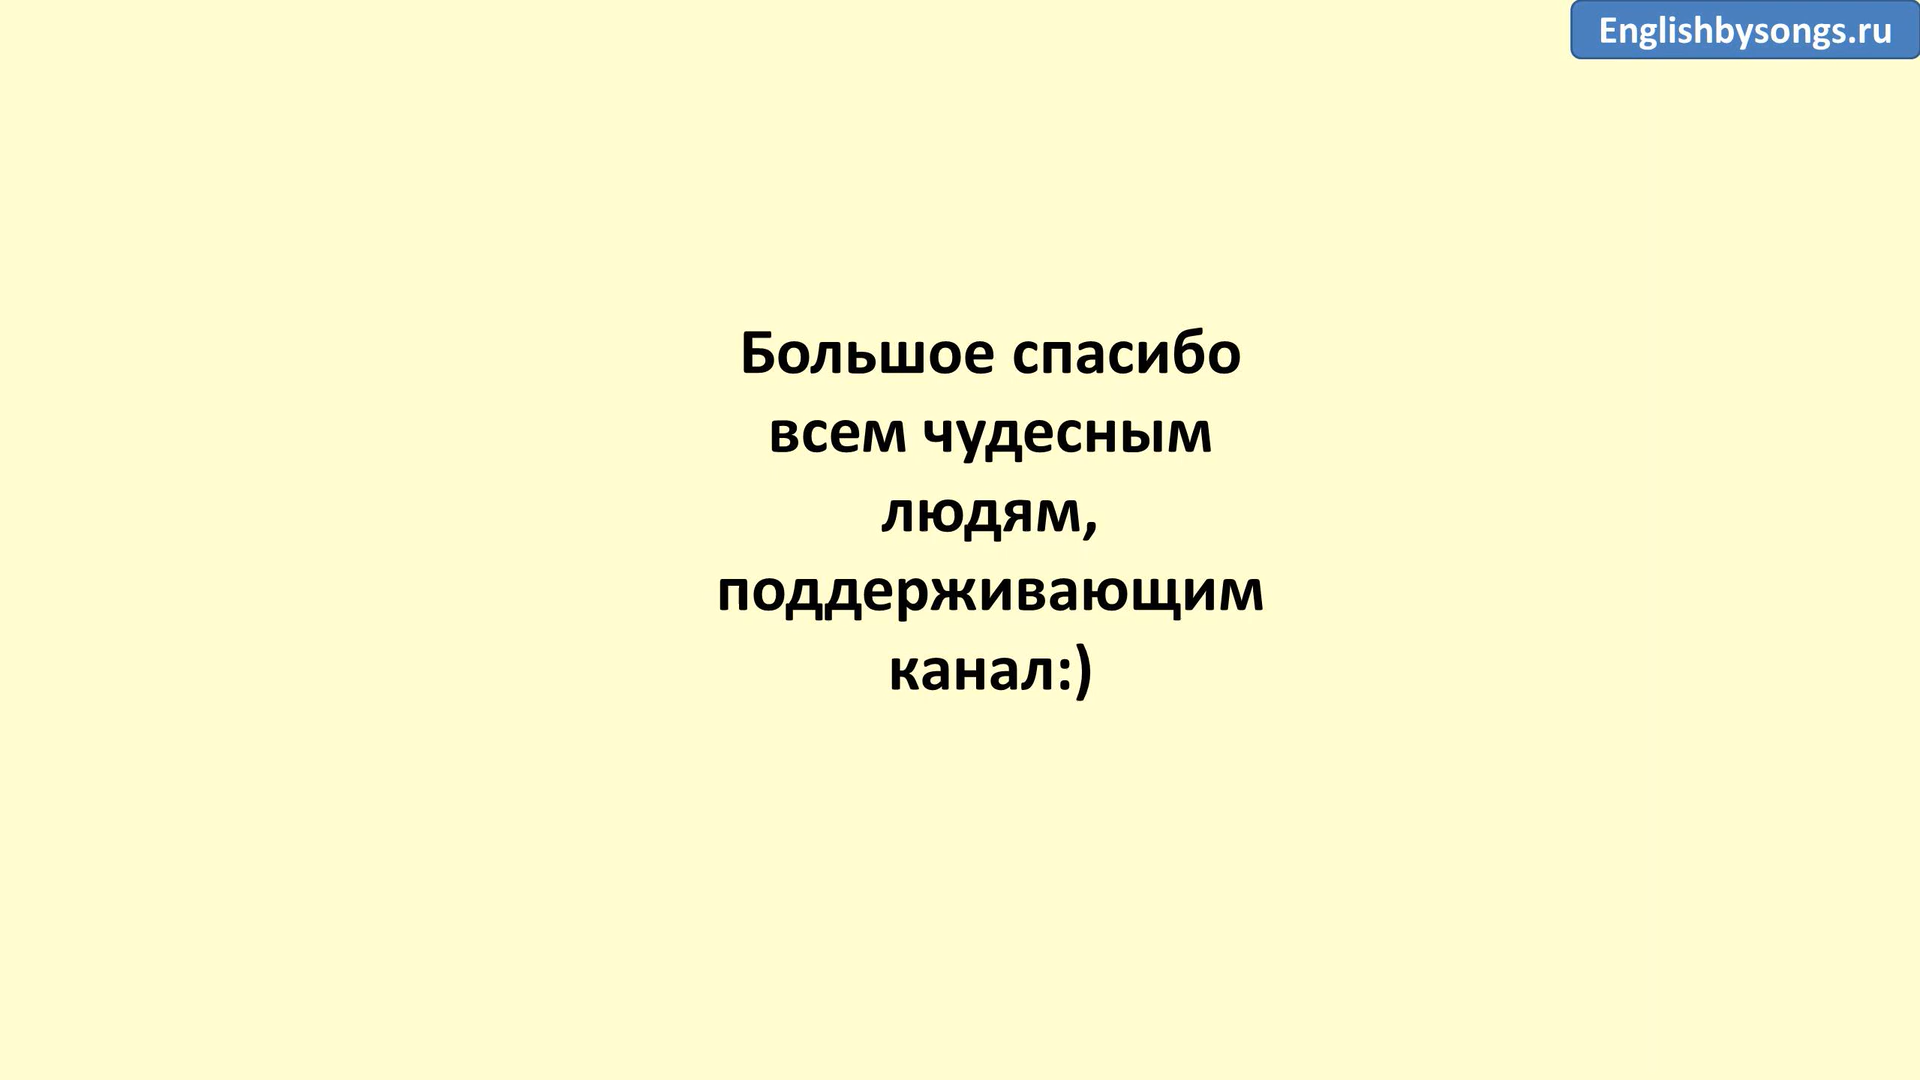 Englishbysongs.ru
Большое спасибо
всем чудесным
людям,
поддерживающим
канал:)